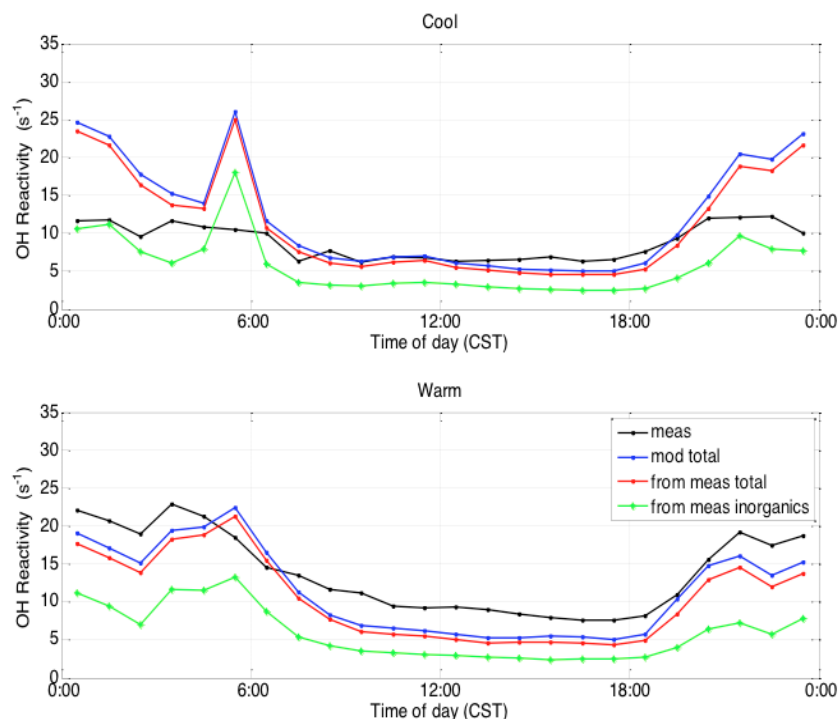 Cool
OH Reactivity (s⁻¹)
35
30
25
20
15
10
5
0
0:00 6:00 12:00 18:00 0:00
Time of day (CST)
Warm
OH Reactivity (s⁻¹)
35
30
25
20
15
10
5
0
meas
mod total
from meas total
from meas inorganics
0:00 6:00 12:00 18:00 0:00
Time of day (CST)